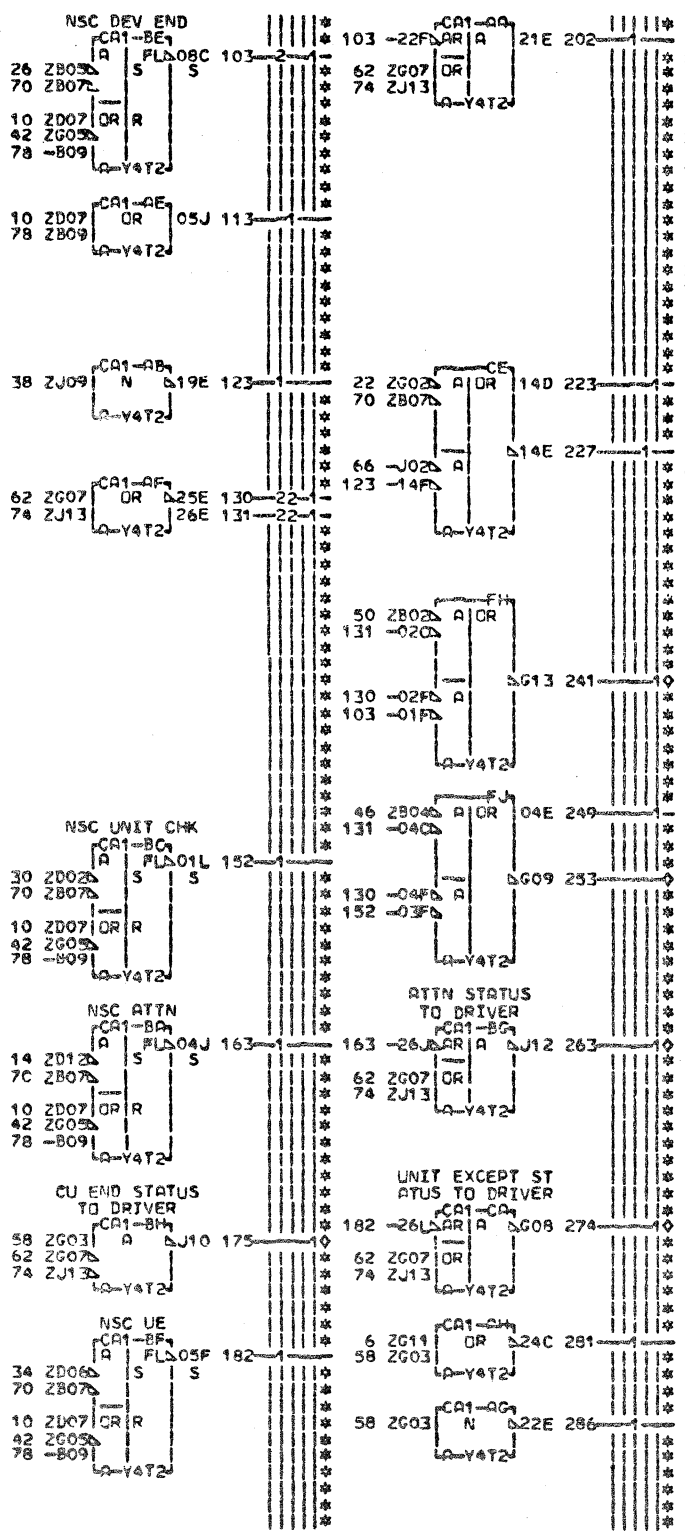 NSC DEV END
CA1-BE
A FL 08C 103-2-1
26 ZB05 S S
70 ZB07
10 ZD07 OR R
42 ZG05
78 -B09
A-Y4T2
CA1-AE
10 ZD07 OR 05J 113-1
78 ZB09
A-Y4T2
CA1-AB
38 ZJ09 N 19E 123-1
A-Y4T2
CA1-AF
62 ZG07 OR 25E 130-22-1
74 ZJ13 26E 131-22-1
A-Y4T2
NSC UNIT CHK
CA1-BC
A FL 01L 152-1
30 ZD02 S S
70 ZB07
10 ZD07 OR R
42 ZG05
78 -B09
A-Y4T2
NSC ATTN
CA1-BA
A FL 04J 163-1
14 ZD12 S S
70 ZB07
10 ZD07 OR R
42 ZG05
78 -B09
A-Y4T2
CU END STATUS
TO DRIVER
CA1-BH
58 ZG03 A J10 175-1◇
62 ZG07
74 ZJ13
A-Y4T2
NSC UE
CA1-BF
A FL 05F 182-1
34 ZD06 S S
70 ZB07
10 ZD07 OR R
42 ZG05
78 -B09
A-Y4T2
CA1-AA
103 -22F AR A 21E 202-1
62 ZG07 OR
74 ZJ13
A-Y4T2
CE
22 ZG02 A OR 14D 223-1
70 ZB07
14E 227-1
66 -J02 A
123 -14F
A-Y4T2
FH
50 ZB02 A OR
131 -02C
G13 241-1◇
130 -02F A
103 -01F
A-Y4T2
FJ
46 ZB04 A OR 04E 249-1
131 -04C
G09 253-◇
130 -04F A
152 -03F
A-Y4T2
ATTN STATUS
TO DRIVER
CA1-BG
163 -26J AR A J12 263-1◇
62 ZG07 OR
74 ZJ13
A-Y4T2
UNIT EXCEPT ST
ATUS TO DRIVER
CA1-CA
182 -26L AR A G08 274-1◇
62 ZG07 OR
74 ZJ13
A-Y4T2
CA1-AH
6 ZG11 OR 24C 281-1
58 ZG03
A-Y4T2
CA1-AG
58 ZG03 N 22E 286-1
A-Y4T2